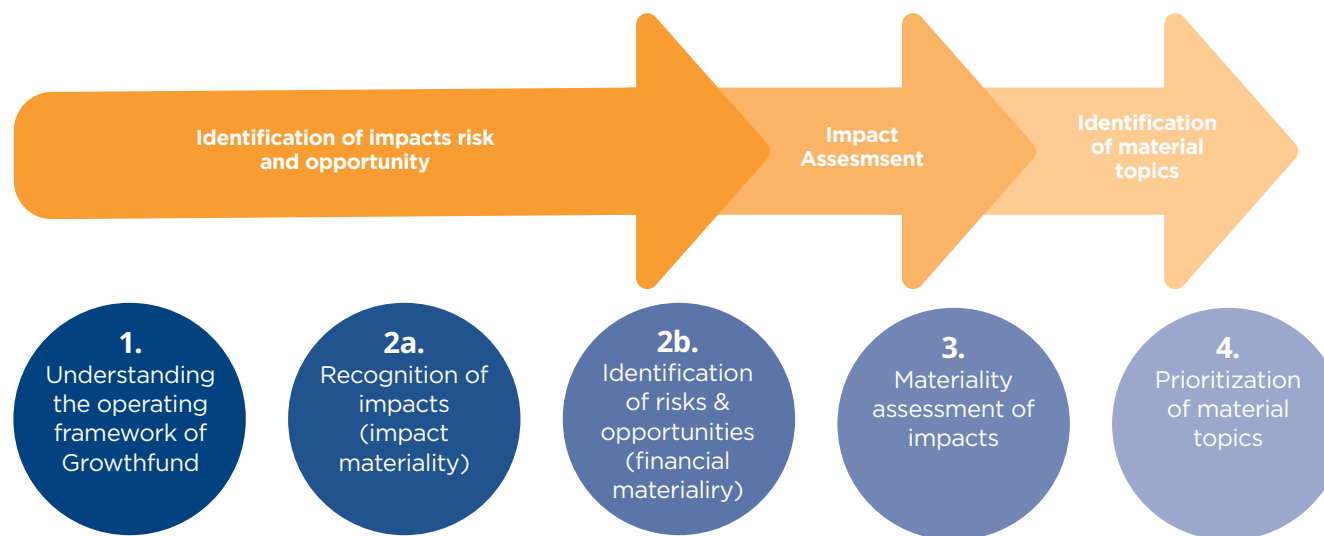 Identification of impacts risk
and opportunity
Impact
Assesmsent
Identification
of material
topics
1.
Understanding
the operating
framework of
Growthfund
2a.
Recognition of
impacts
(impact
materiality)
2b.
Identification
of risks &
opportunities
(financial
materialiry)
3.
Materiality
assessment of
impacts
4.
Prioritization
of material
topics